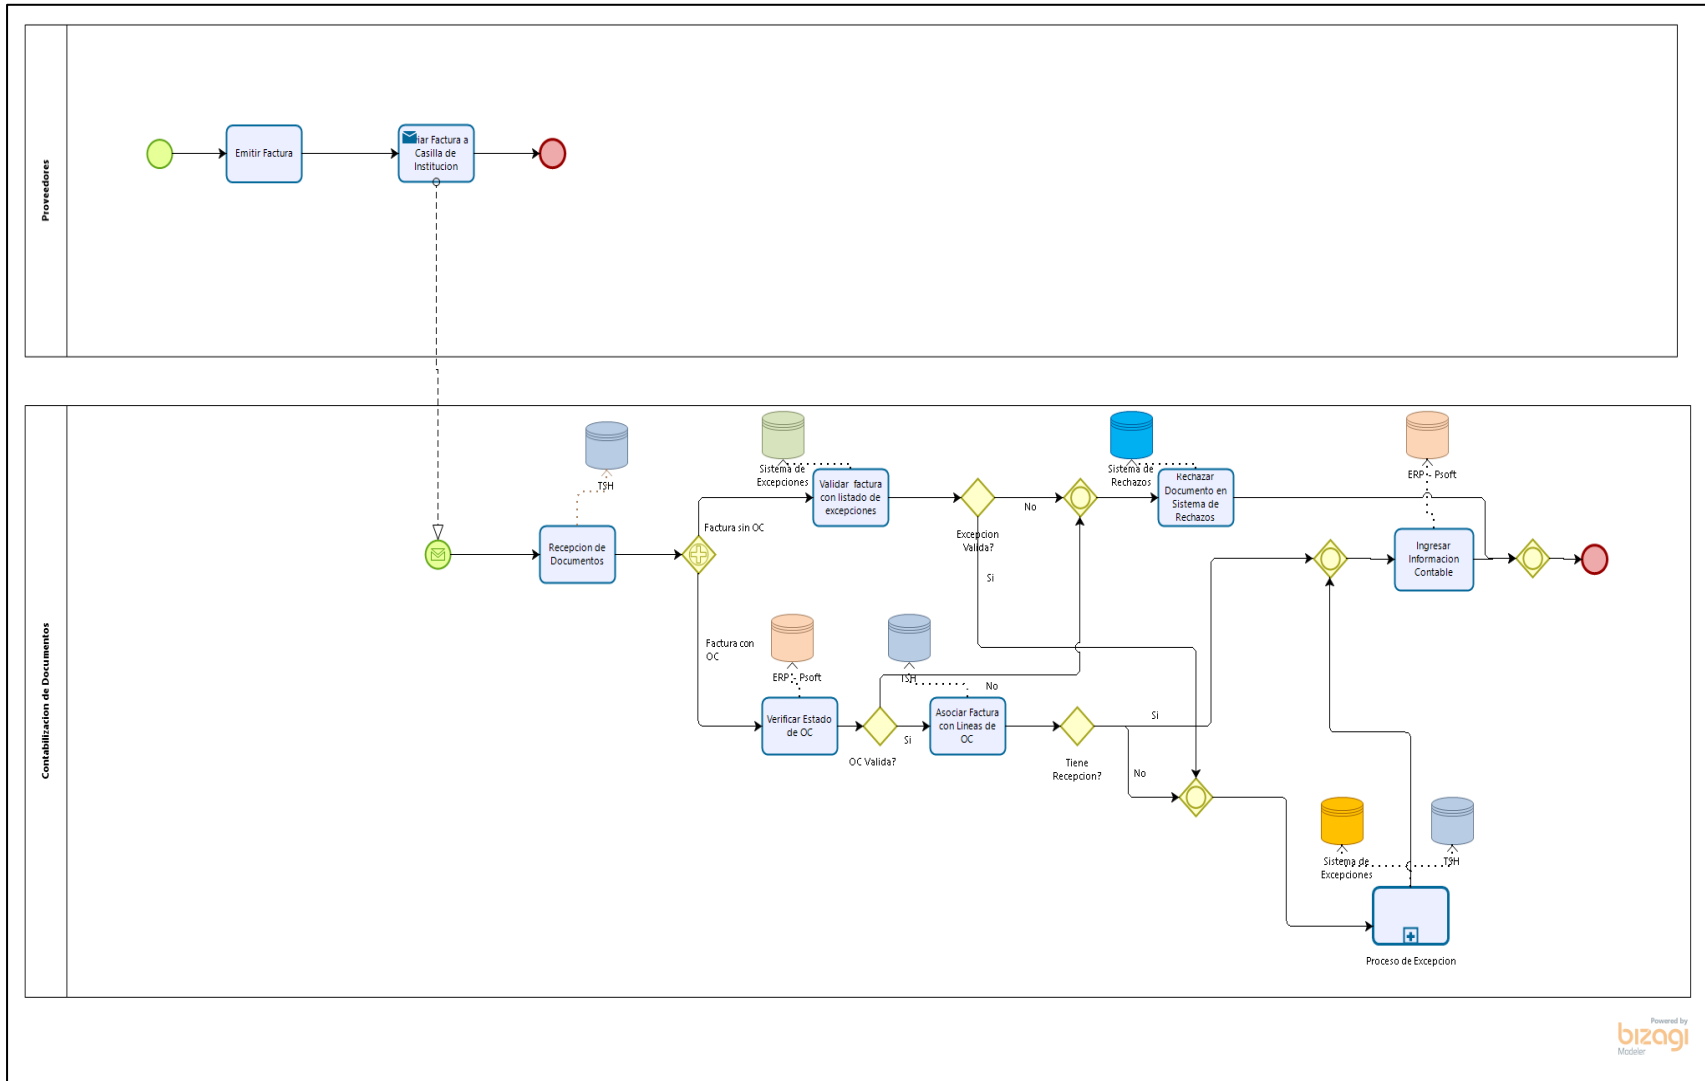 Proveedores
Emitir Factura
iar Factura a
Casilla de
Institucion
Contabilizacion de Documentos
TSH
Recepcion de
Documentos
Factura sin OC
Factura con
OC
Sistema de
Excepciones
Validar factura
con listado de
excepciones
Excepcion
Valida?
No
Si
Sistema de
Rechazos
Rechazar
Documento en
Sistema de
Rechazos
ERP - Psoft
Ingresar
Informacion
Contable
ERP - Psoft
Verificar Estado
de OC
OC Valida?
No
Si
TSH
Asociar Factura
con Lineas de
OC
Tiene
Recepcion?
Si
No
Sistema de
Excepciones
TSH
Proceso de Excepcion
Powered by
bizagi
Modeler